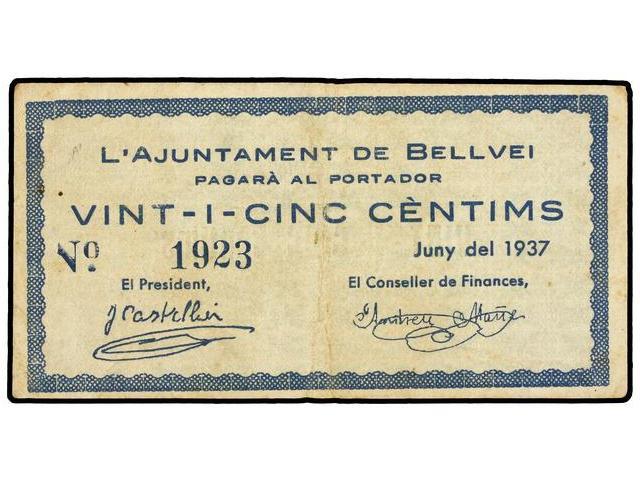 L'AJUNTAMENT DE BELLVEI
PAGARÀ AL PORTADOR
VINT-I-CINC CÈNTIMS
Nº 1923 Juny del 1937
El President, El Conseller de Finances,
J Castellvi